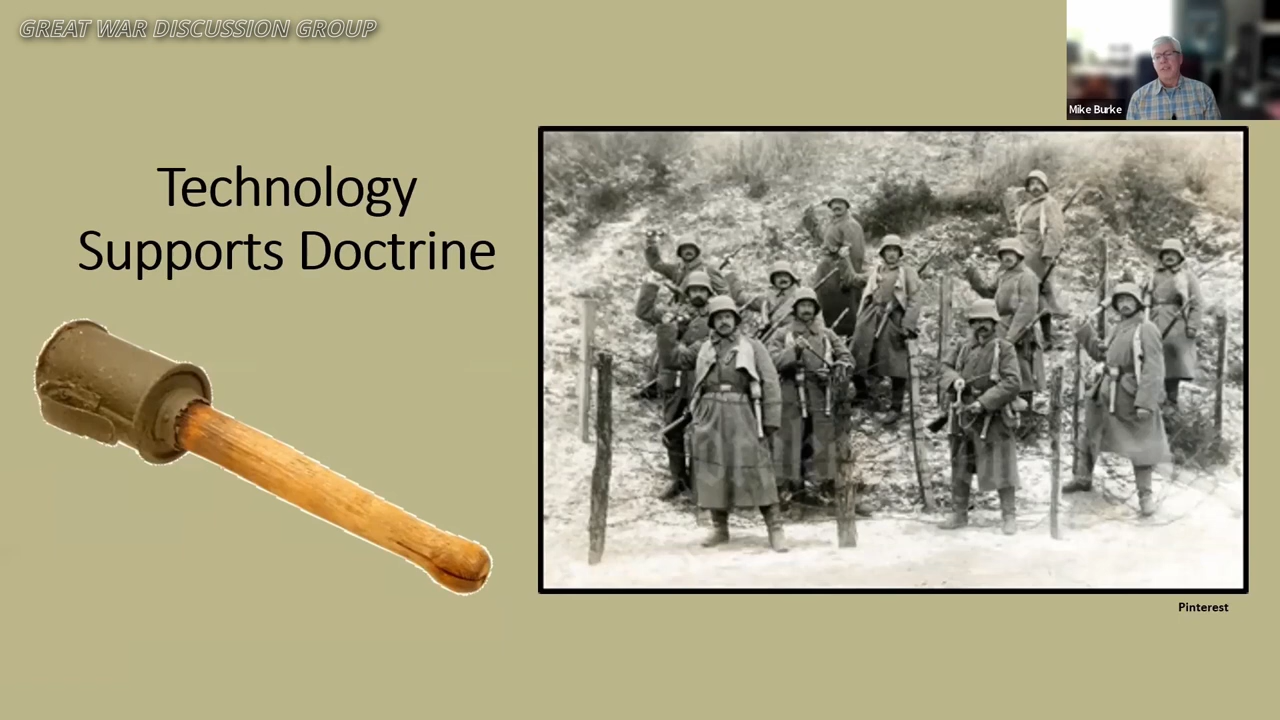 GREAT WAR DISCUSSION GROUP
Mike Burke
Technology
Supports Doctrine
Pinterest